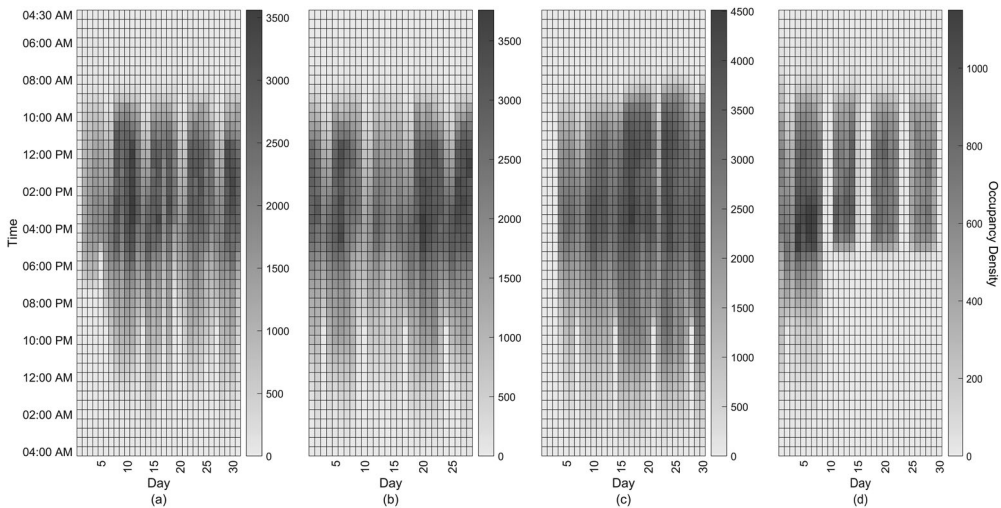 04:30 AM
06:00 AM
08:00 AM
10:00 AM
12:00 PM
02:00 PM
04:00 PM
06:00 PM
08:00 PM
10:00 PM
12:00 AM
02:00 AM
04:00 AM
Time
5 10 15 20 25 30
Day
(a)
3500
3000
2500
2000
1500
1000
500
0
5 10 15 20 25
Day
(b)
3500
3000
2500
2000
1500
1000
500
0
5 10 15 20 25 30
Day
(c)
4500
4000
3500
3000
2500
2000
1500
1000
500
0
5 10 15 20 25 30
Day
(d)
1000
800
600
400
200
0
Occupancy Density